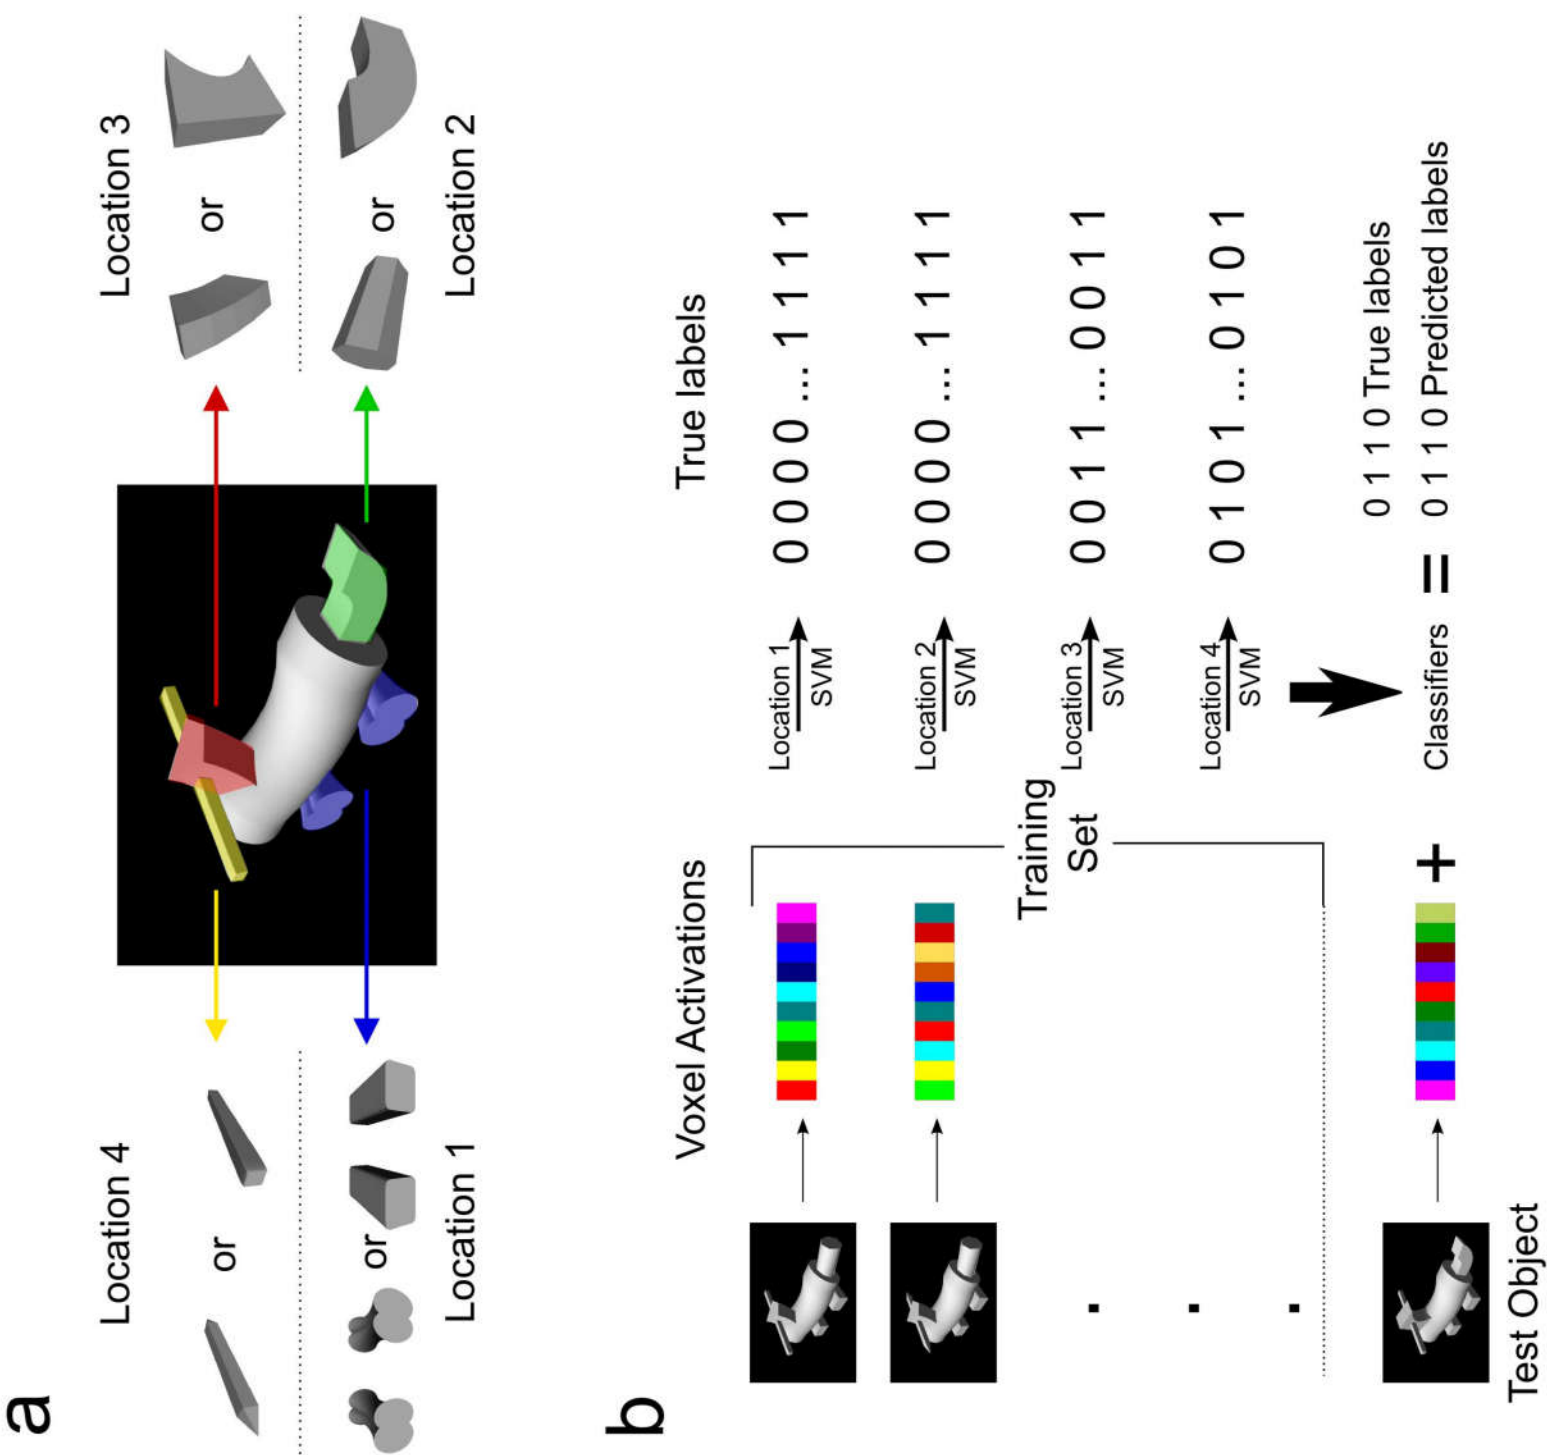 a
Location 4
Location 3
or
or
or
or
Location 1
Location 2
b
Voxel Activations
True labels
Location 1
SVM
0 0 0 0 ... 1 1 1 1
Location 2
SVM
0 0 0 0 ... 1 1 1 1
Training
Set
Location 3
SVM
0 0 1 1 ... 0 0 1 1
Location 4
SVM
0 1 0 1 ... 0 1 0 1
0 1 1 0 True labels
+
Classifiers
=
0 1 1 0 Predicted labels
Test Object